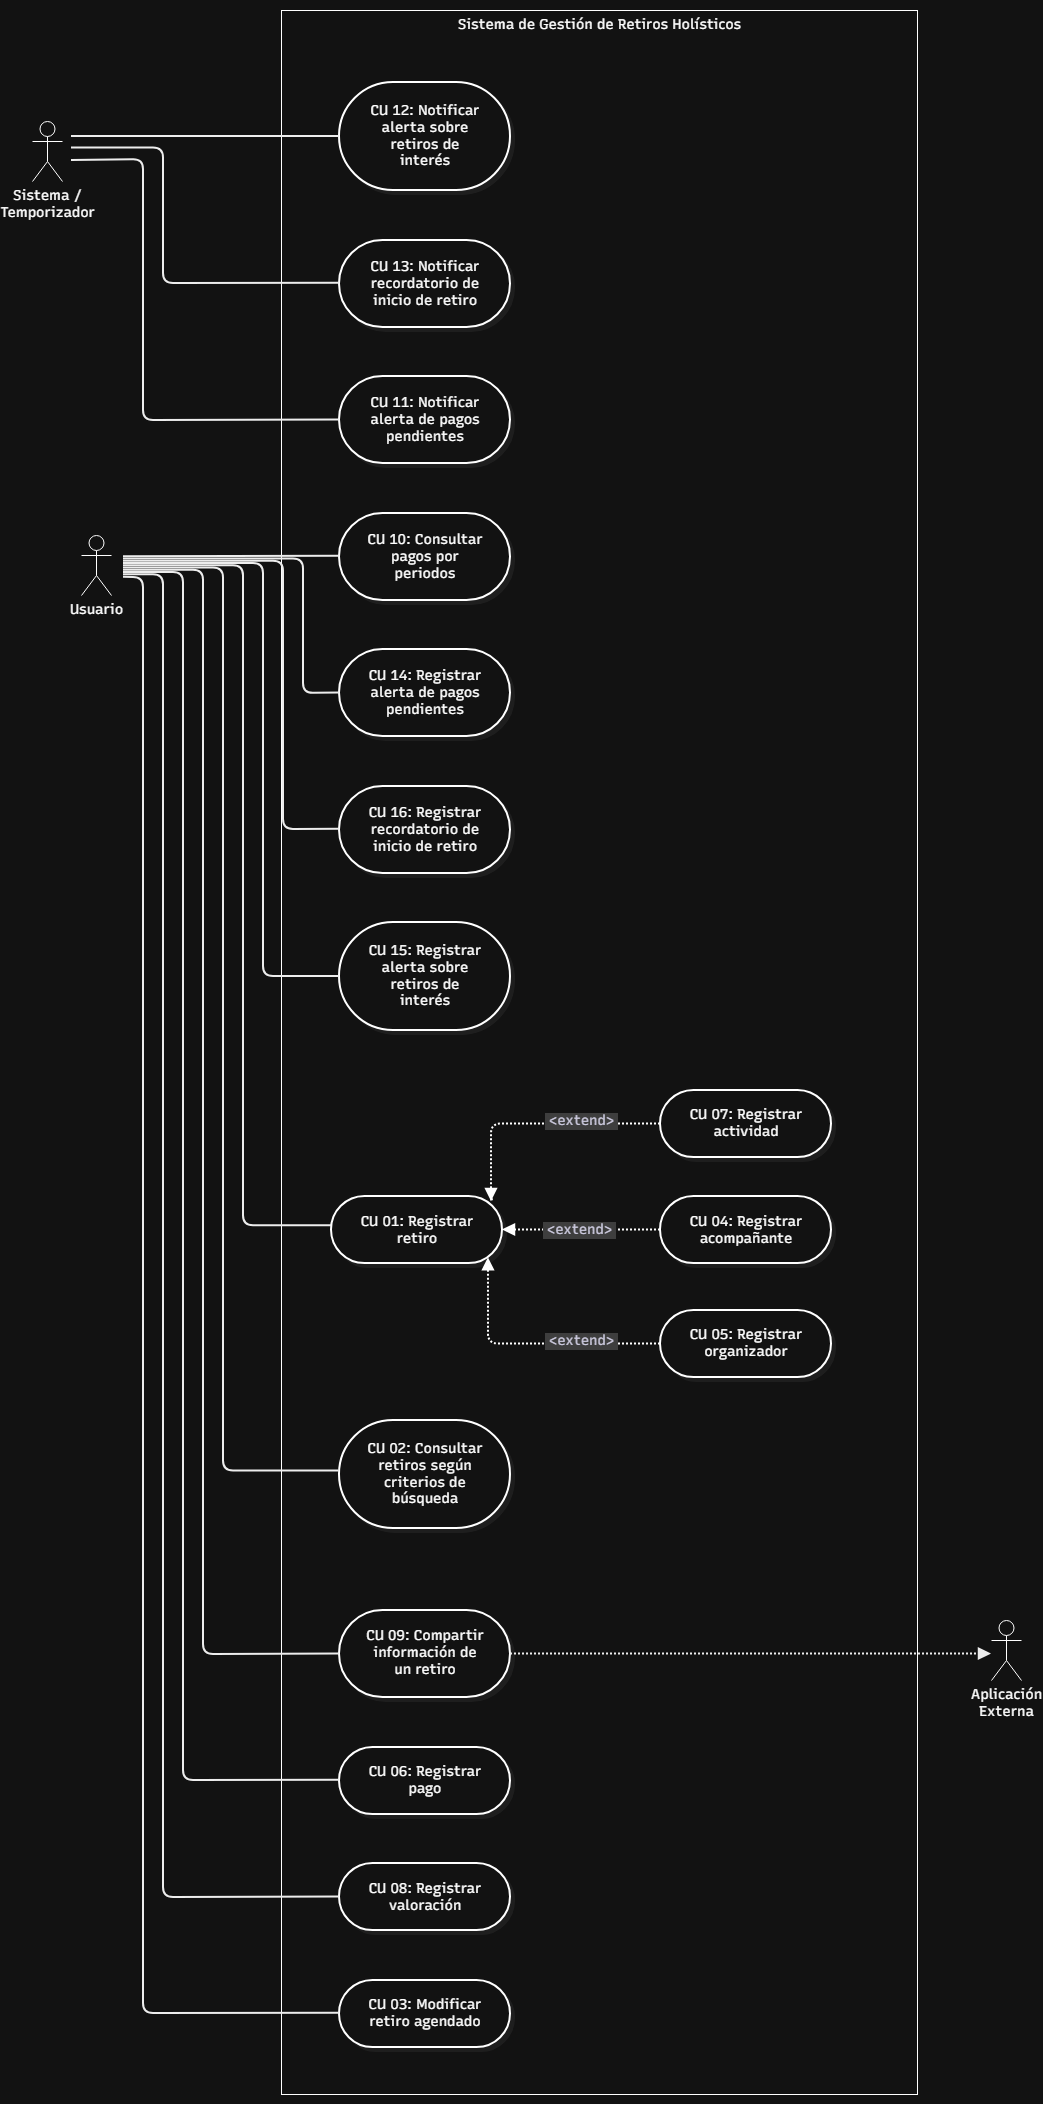 Sistema de Gestión de Retiros Holísticos
CU 12: Notificar
alerta sobre
retiros de
interés
Sistema /
Temporizador
CU 13: Notificar
recordatorio de
inicio de retiro
CU 11: Notificar
alerta de pagos
pendientes
CU 10: Consultar
pagos por
periodos
Usuario
CU 14: Registrar
alerta de pagos
pendientes
CU 16: Registrar
recordatorio de
inicio de retiro
CU 15: Registrar
alerta sobre
retiros de
interés
<extend>
CU 07: Registrar
actividad
CU 01: Registrar
retiro
<extend>
CU 04: Registrar
acompañante
<extend>
CU 05: Registrar
organizador
CU 02: Consultar
retiros según
criterios de
búsqueda
CU 09: Compartir
información de
un retiro
Aplicación
Externa
CU 06: Registrar
pago
CU 08: Registrar
valoración
CU 03: Modificar
retiro agendado